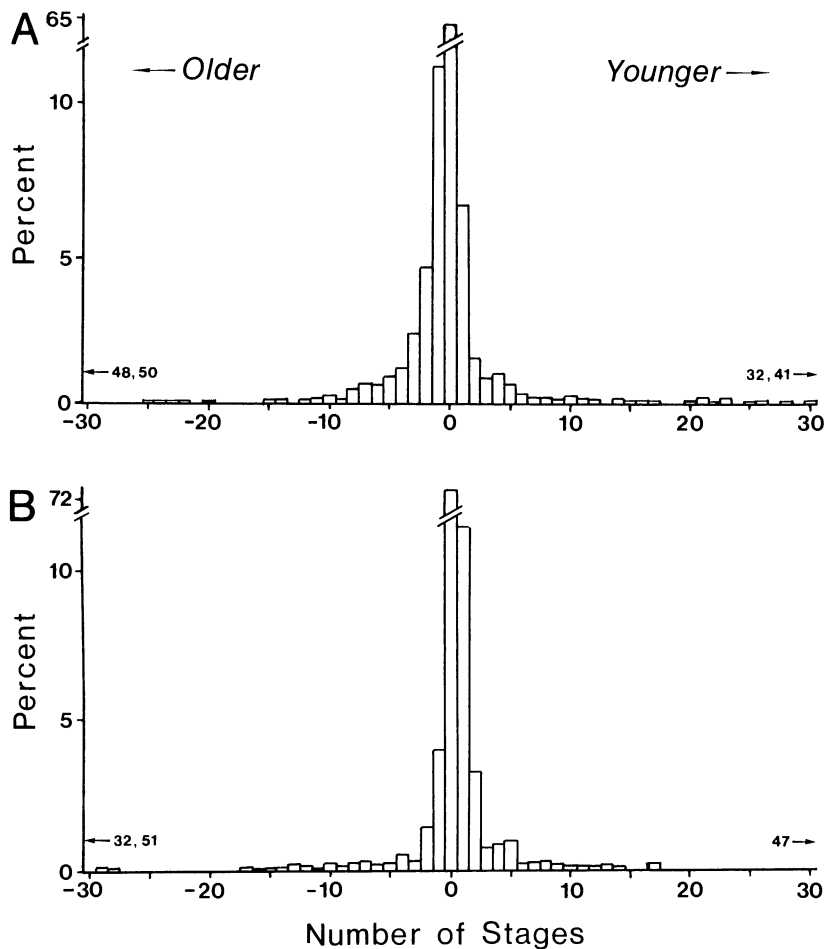 A
65
← Older
Younger →
10
Percent
5
← 48, 50
32, 41 →
0
-30
-20
-10
0
10
20
30
B
72
10
Percent
5
← 32, 51
47 →
0
-30
-20
-10
0
10
20
30
Number of Stages